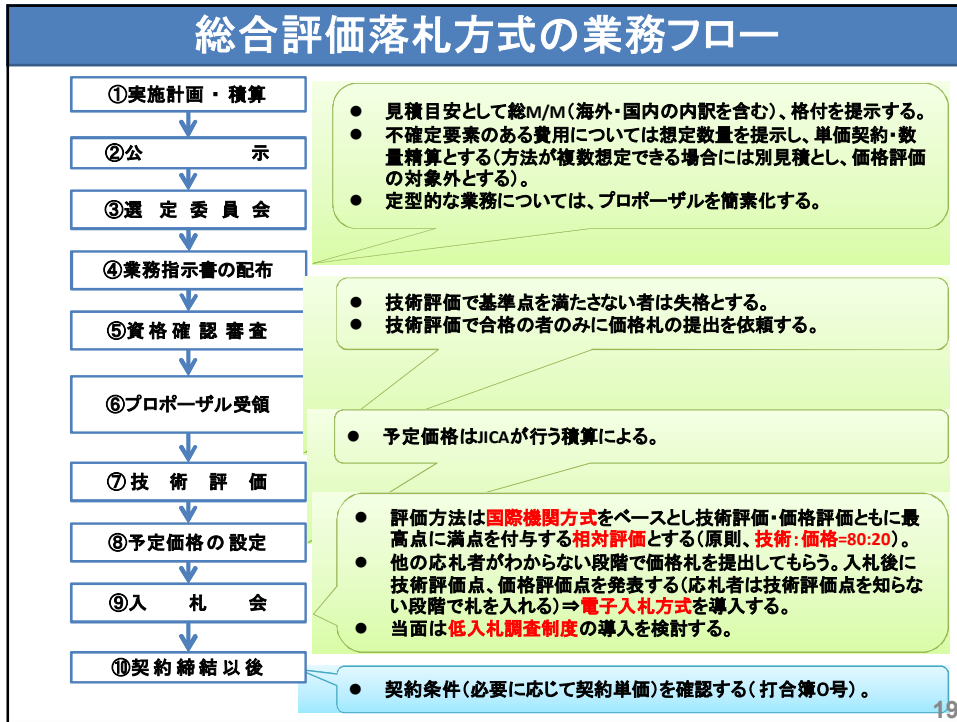 総合評価落札方式の業務フロー
①実施計画・積算
②公　　　　示
③選　定　委　員　会
④業務指示書の配布
⑤資格確認審査
⑥プロポーザル受領
⑦技　術　評　価
⑧予定価格の設定
⑨入　　札　　会
⑩契約締結以後
● 見積目安として総M/M（海外・国内の内訳を含む）、格付を提示する。
● 不確定要素のある費用については想定数量を提示し、単価契約・数
量精算とする（方法が複数想定できる場合には別見積とし、価格評価
の対象外とする）。
● 定型的な業務については、プロポーザルを簡素化する。
● 技術評価で基準点を満たさない者は失格とする。
● 技術評価で合格の者のみに価格札の提出を依頼する。
● 予定価格はJICAが行う積算による。
● 評価方法は国際機関方式をベースとし技術評価・価格評価ともに最
高点に満点を付与する相対評価とする（原則、技術：価格=80:20）。
● 他の応札者がわからない段階で価格札を提出してもらう。入札後に
技術評価点、価格評価点を発表する（応札者は技術評価点を知らな
い段階で札を入れる）⇒電子入札方式を導入する。
● 当面は低入札調査制度の導入を検討する。
● 契約条件（必要に応じて契約単価）を確認する（打合簿0号）。
19